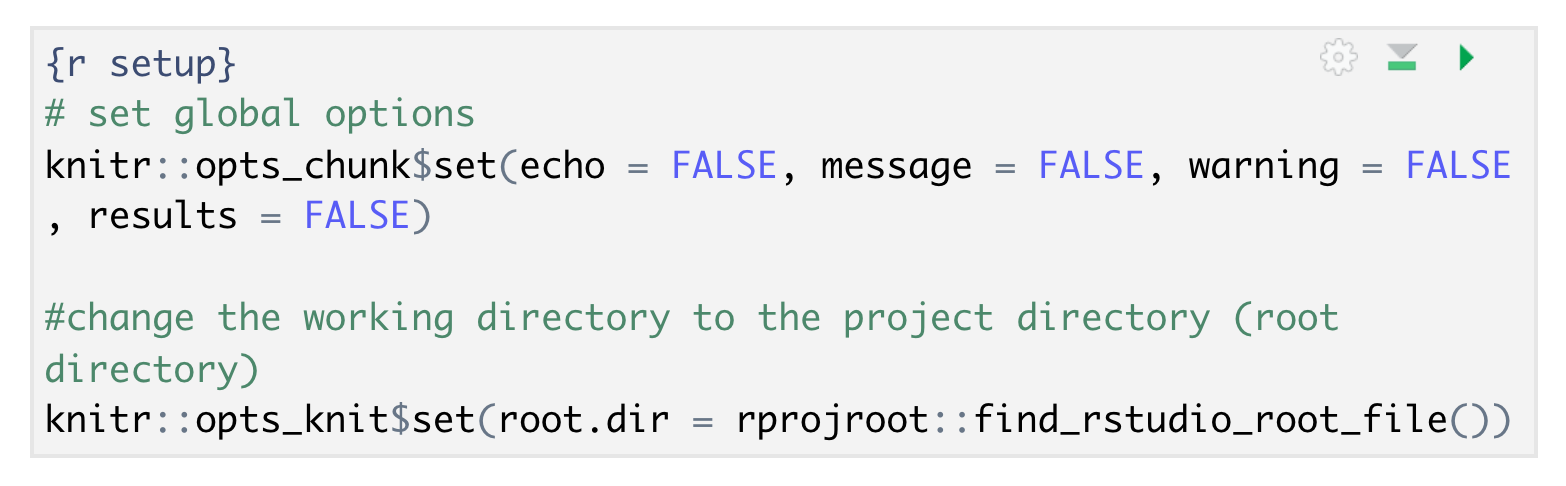 {r setup}
# set global options
knitr::opts_chunk$set(echo = FALSE, message = FALSE, warning = FALSE
, results = FALSE)
#change the working directory to the project directory (root
directory)
knitr::opts_knit$set(root.dir = rprojroot::find_rstudio_root_file())